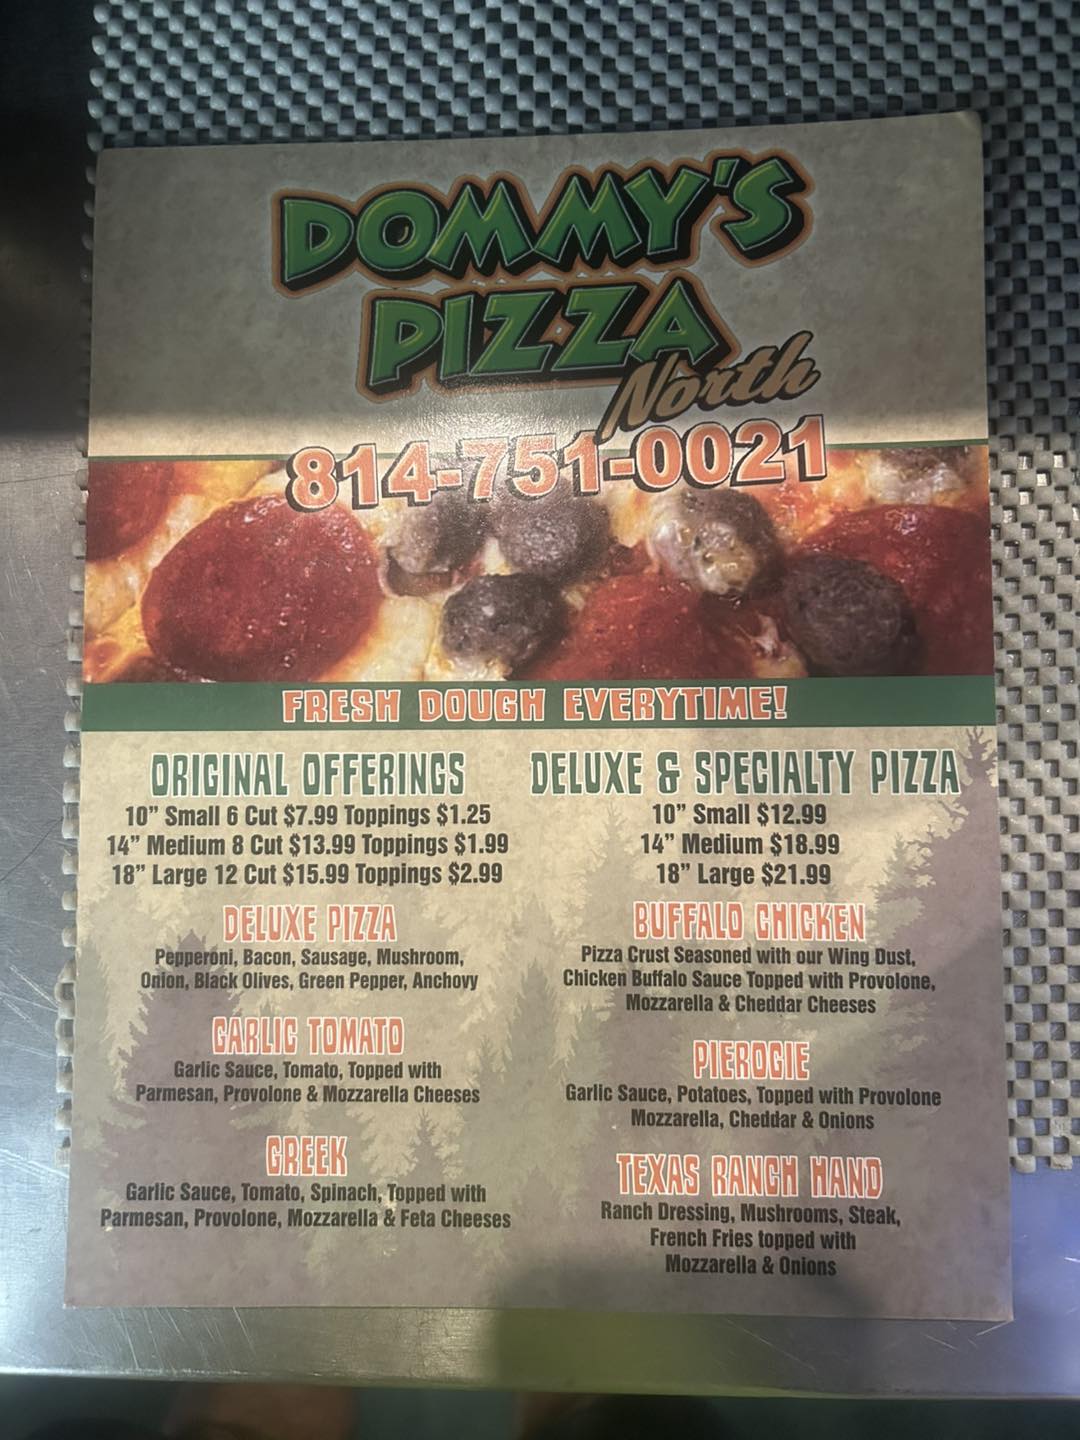 DOMMY'S
PIZZA
North
814-751-0021
FRESH DOUGH EVERYTIME!
ORIGINAL OFFERINGS
10” Small 6 Cut $7.99 Toppings $1.25
14” Medium 8 Cut $13.99 Toppings $1.99
18” Large 12 Cut $15.99 Toppings $2.99
DELUXE PIZZA
Pepperoni, Bacon, Sausage, Mushroom,
Onion, Black Olives, Green Pepper, Anchovy
GARLIC TOMATO
Garlic Sauce, Tomato, Topped with
Parmesan, Provolone & Mozzarella Cheeses
GREEK
Garlic Sauce, Tomato, Spinach, Topped with
Parmesan, Provolone, Mozzarella & Feta Cheeses
DELUXE & SPECIALTY PIZZA
10” Small $12.99
14” Medium $18.99
18” Large $21.99
BUFFALO CHICKEN
Pizza Crust Seasoned with our Wing Dust,
Chicken Buffalo Sauce Topped with Provolone,
Mozzarella & Cheddar Cheeses
PIEROGIE
Garlic Sauce, Potatoes, Topped with Provolone
Mozzarella, Cheddar & Onions
TEXAS RANCH HAND
Ranch Dressing, Mushrooms, Steak,
French Fries topped with
Mozzarella & Onions